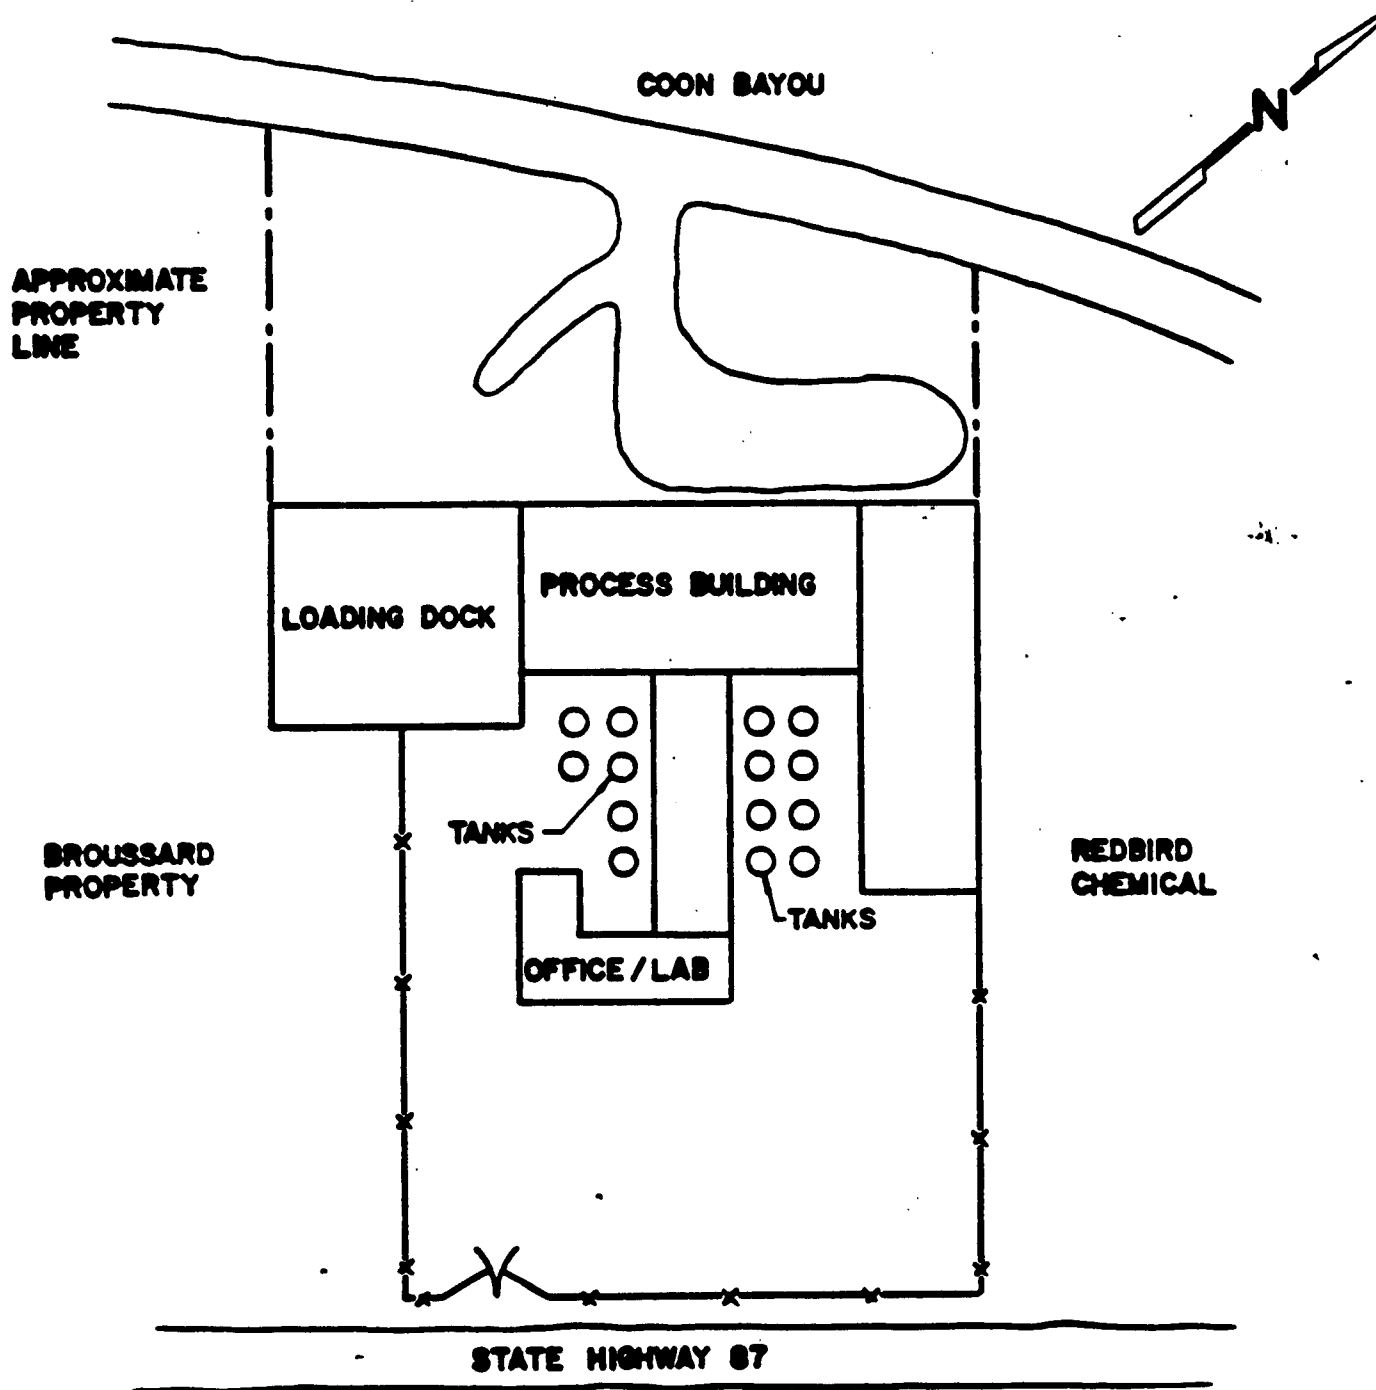 COON BAYOU
N
APPROXIMATE
PROPERTY
LINE
PROCESS BUILDING
LOADING DOCK
TANKS
BROUSSARD
PROPERTY
REDBIRD
CHEMICAL
TANKS
OFFICE/LAB
STATE HIGHWAY 87